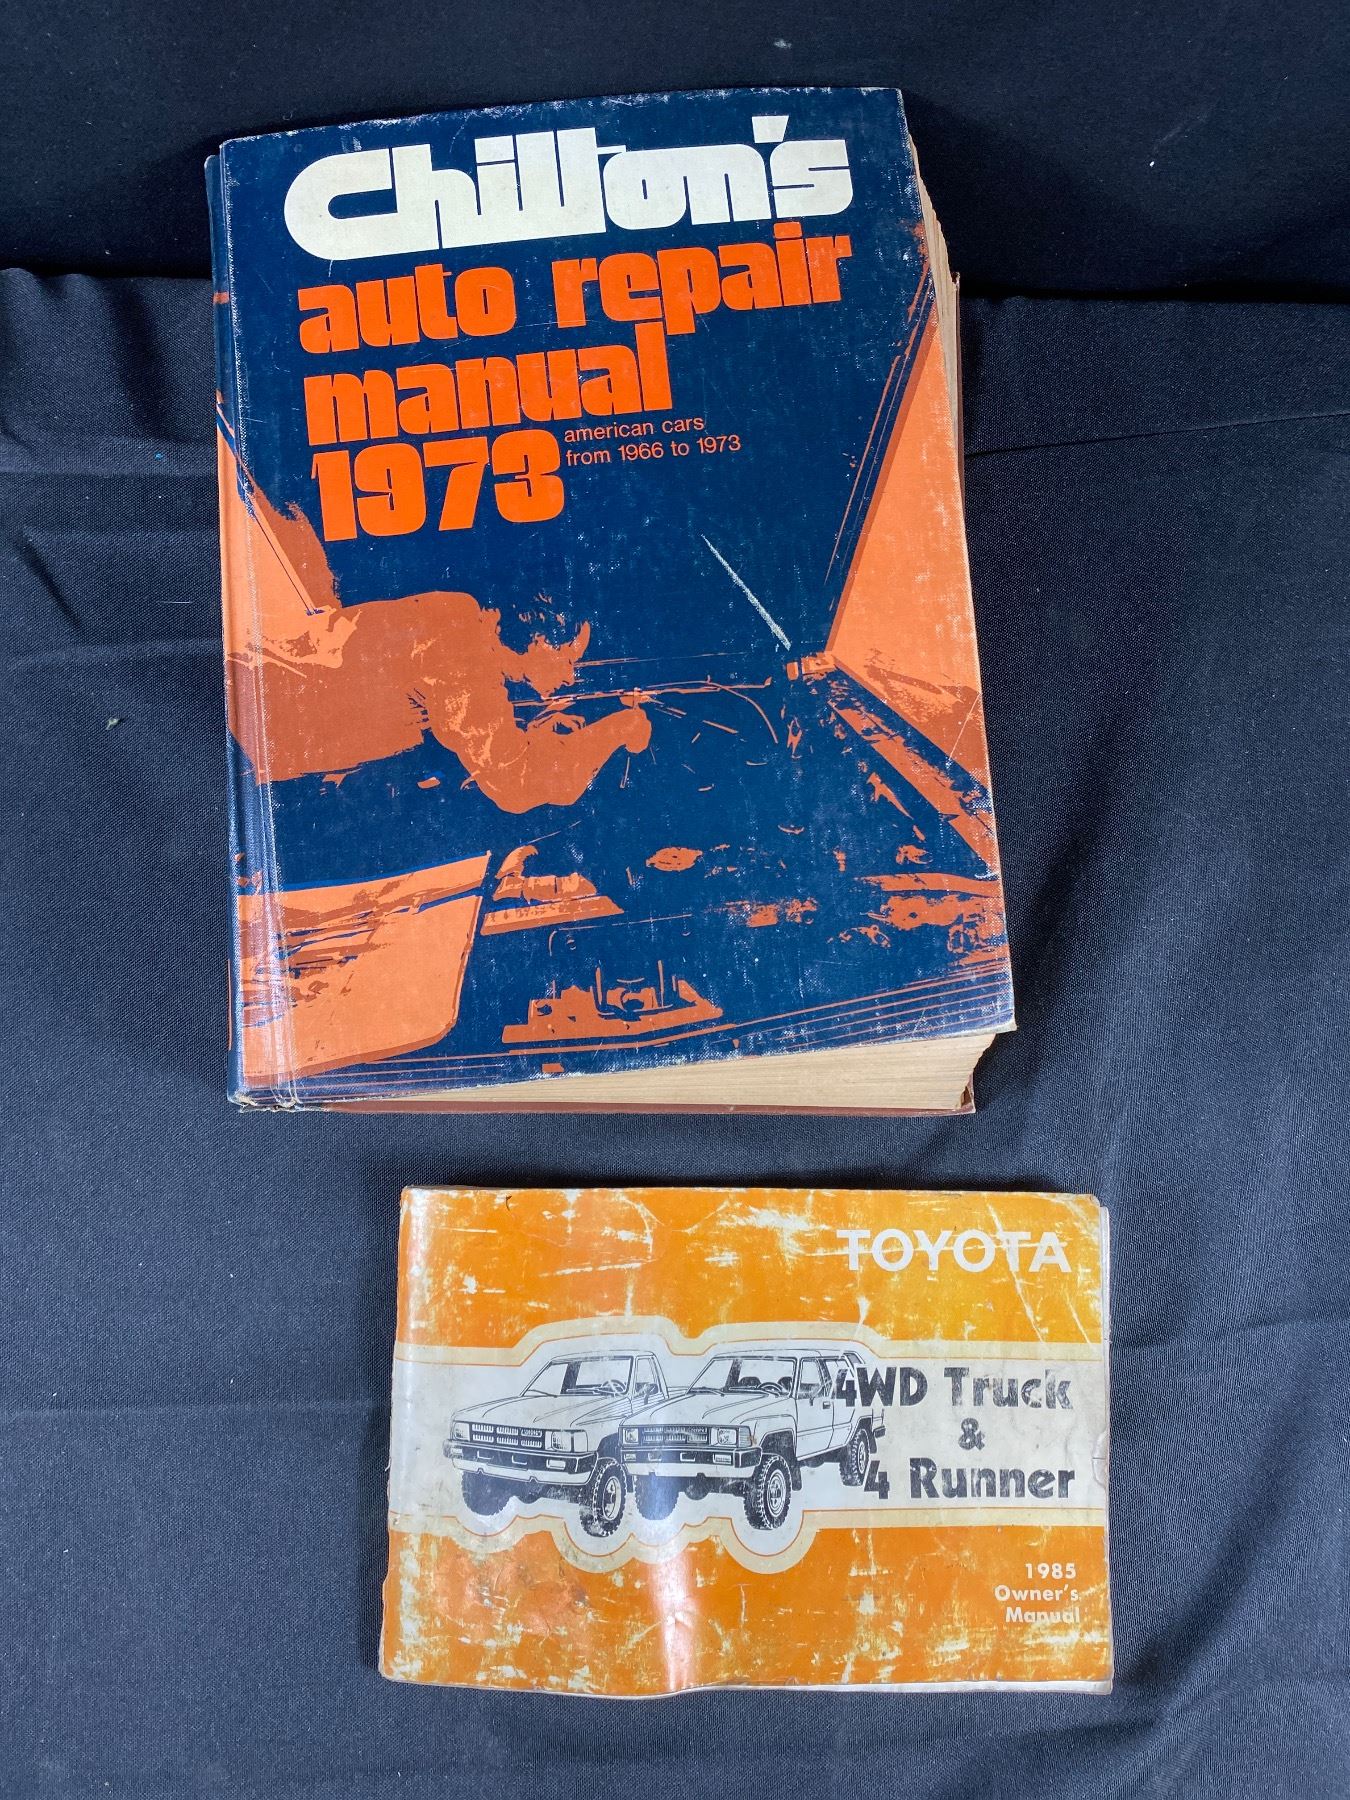 Chilton's
auto repair
manual
1973
american cars
from 1966 to 1973
TOYOTA
4WD Truck
&
4 Runner
1985
Owner's
Manual